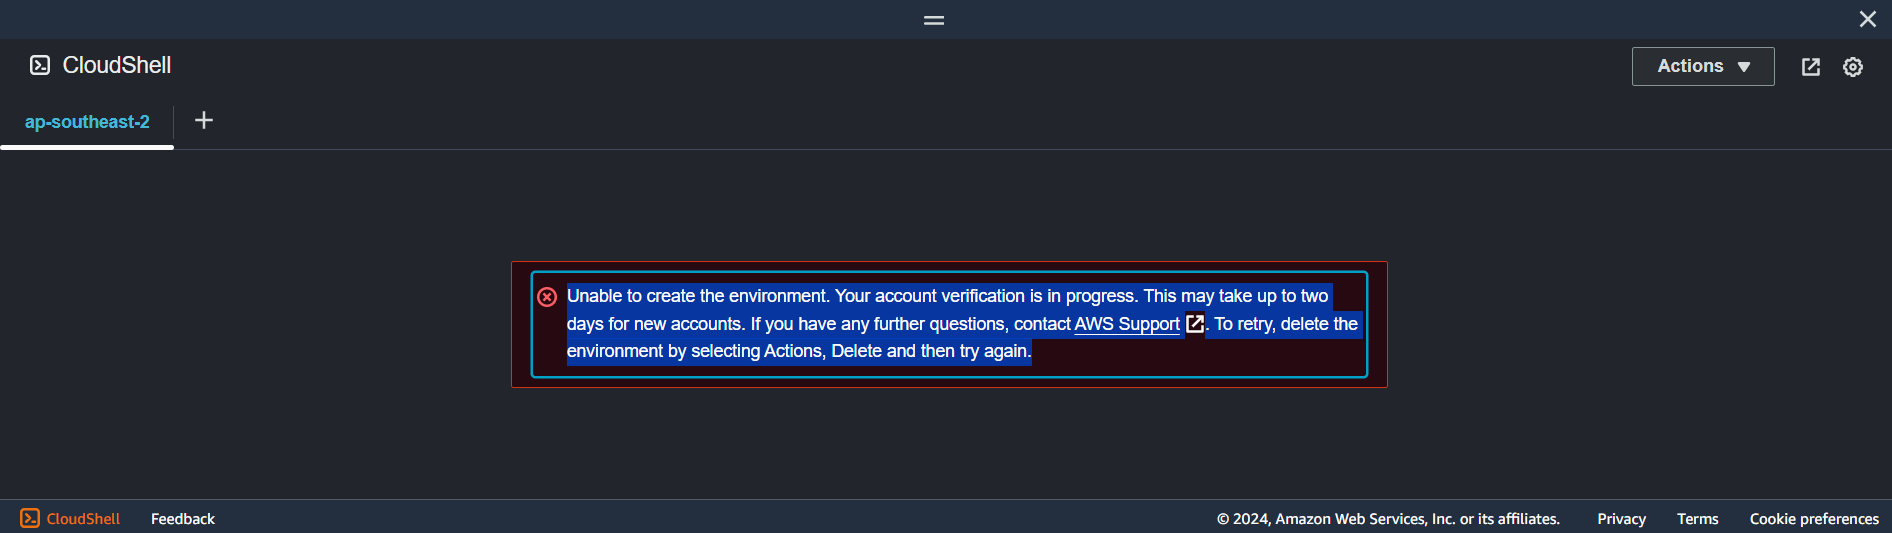 CloudShell
Actions
ap-southeast-2
Unable to create the environment. Your account verification is in progress. This may take up to two
days for new accounts. If you have any further questions, contact AWS Support . To retry, delete the
environment by selecting Actions, Delete and then try again.
CloudShell Feedback © 2024, Amazon Web Services, Inc. or its affiliates. Privacy Terms Cookie preferences